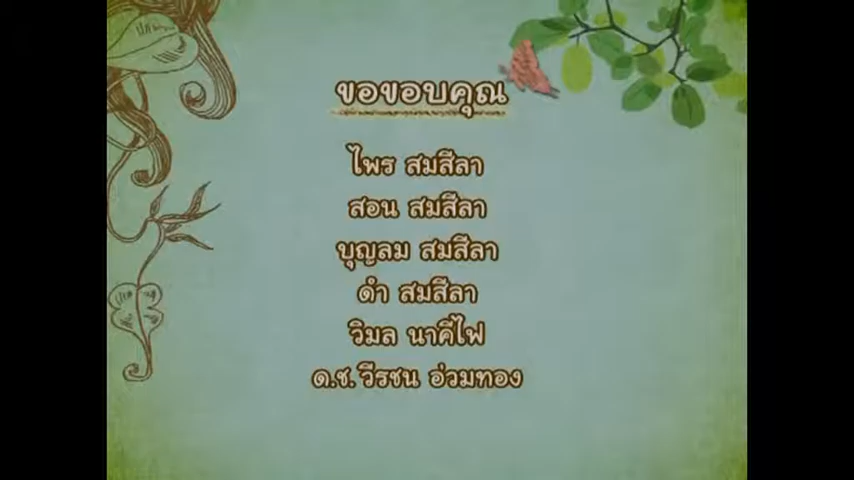 ขอขอบคุณ
ไพร สมสีลา
สอน สมสีลา
บุญลม สมสีลา
ดำ สมสีลา
วิมล นาคีไฟ
ด.ช. วีรชน อ่วมทอง